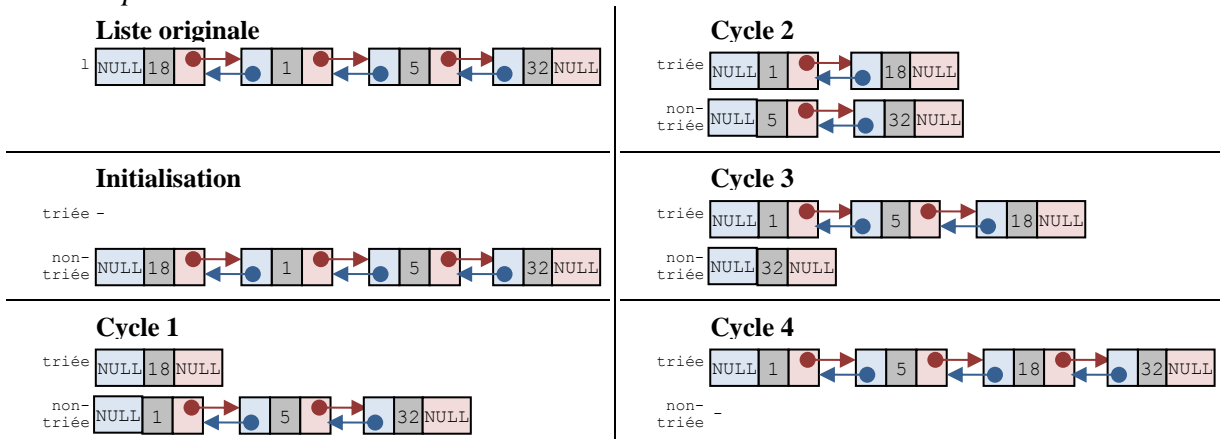 Liste originale
l NULL 18 1 5 32 NULL
Initialisation
triée -
non-
triée NULL 18 1 5 32 NULL
Cycle 1
triée NULL 18 NULL
non-
triée NULL 1 5 32 NULL
Cycle 2
triée NULL 1 18 NULL
non-
triée NULL 5 32 NULL
Cycle 3
triée NULL 1 5 18 NULL
non-
triée NULL 32 NULL
Cycle 4
triée NULL 1 5 18 32 NULL
non-
triée -